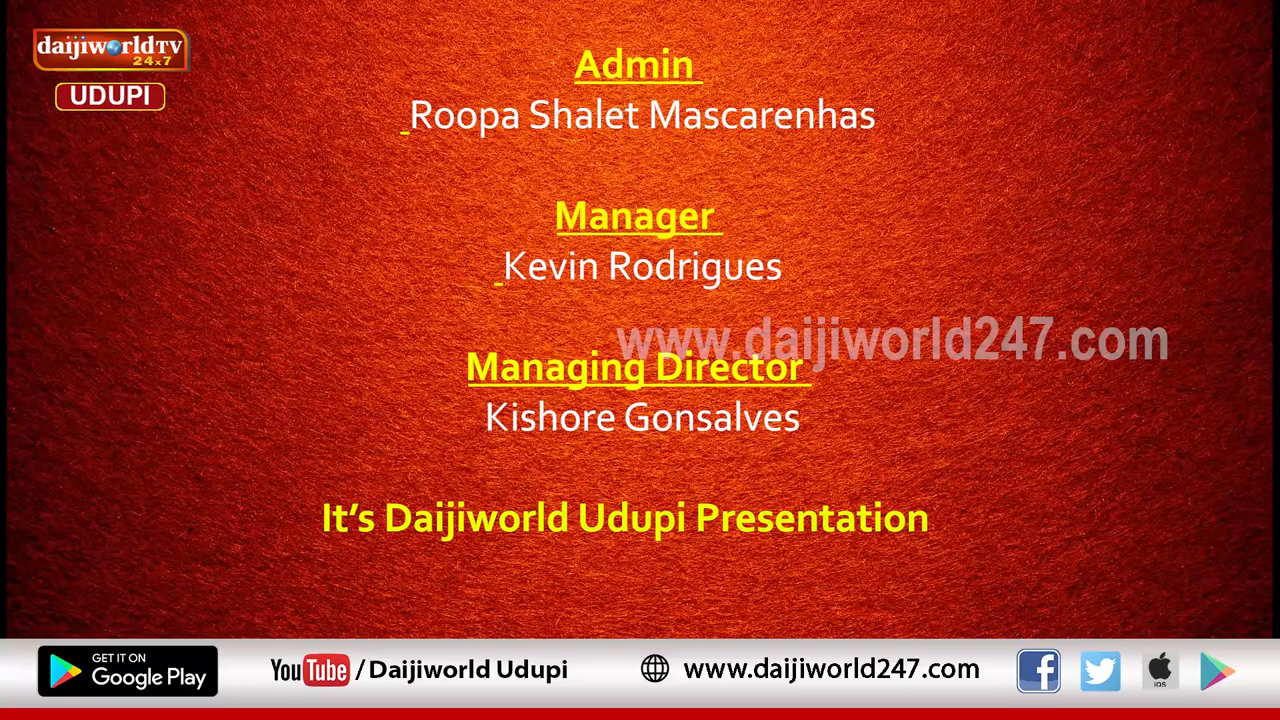 daijiworldTV
24x7
UDUPI
Admin
Roopa Shalet Mascarenhas
Manager
Kevin Rodrigues
www.daijiworld247.com
Managing Director
Kishore Gonsalves
It’s Daijiworld Udupi Presentation
GET IT ON
Google Play
YouTube /Daijiworld Udupi
www.daijiworld247.com
f
iOS